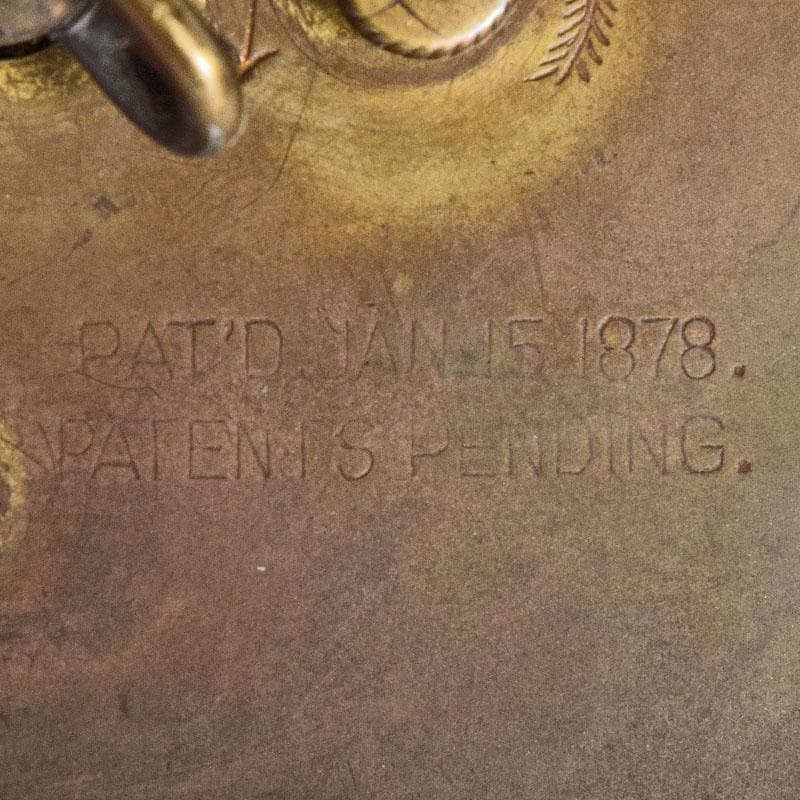 PAT'D. JAN. 15. 1878.
PATENTS PENDING.